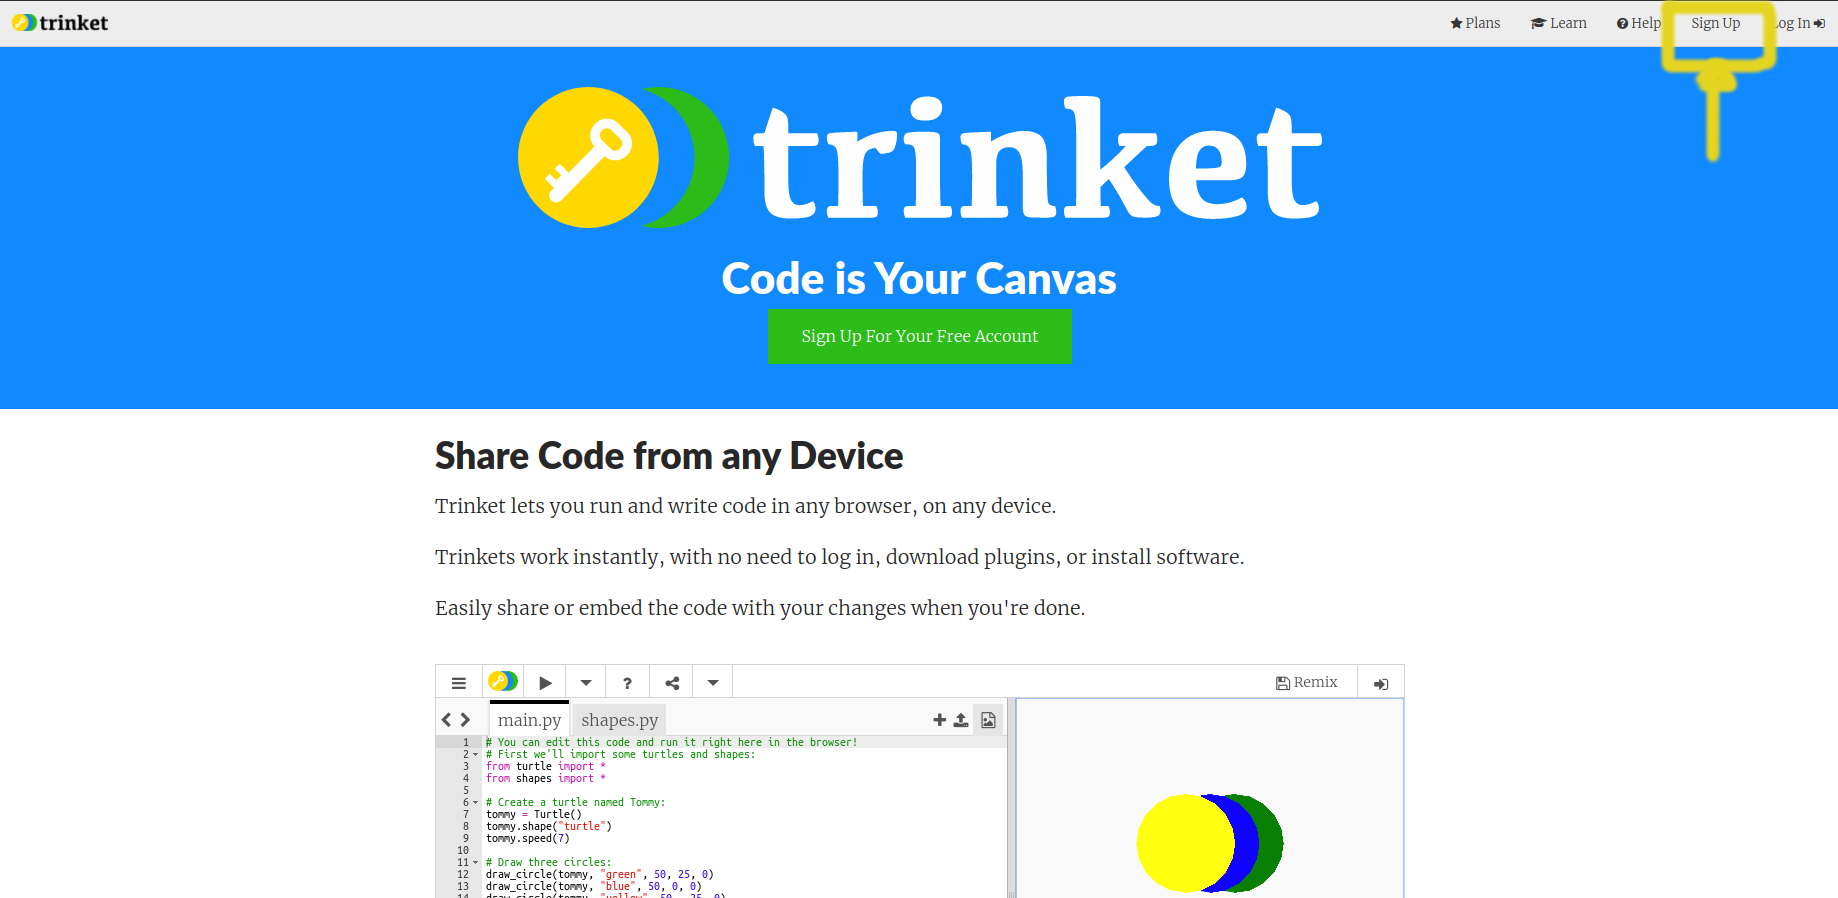 trinket
Plans Learn Help Sign Up Log In
trinket
Code is Your Canvas
Sign Up For Your Free Account
Share Code from any Device
Trinket lets you run and write code in any browser, on any device.
Trinkets work instantly, with no need to log in, download plugins, or install software.
Easily share or embed the code with your changes when you're done.
? Remix
main.py shapes.py
1 # You can edit this code and run it right here in the browser!
2 # First we'll import some turtles and shapes:
3 from turtle import *
4 from shapes import *
5
6 # Create a turtle named Tommy:
7 tommy = Turtle()
8 tommy.shape("turtle")
9 tommy.speed(7)
10
11 # Draw three circles:
12 draw_circle(tommy, "green", 50, 25, 0)
13 draw_circle(tommy, "blue", 50, 0, 0)
14 draw_circle(tommy, "yellow", 50, -25, 0)